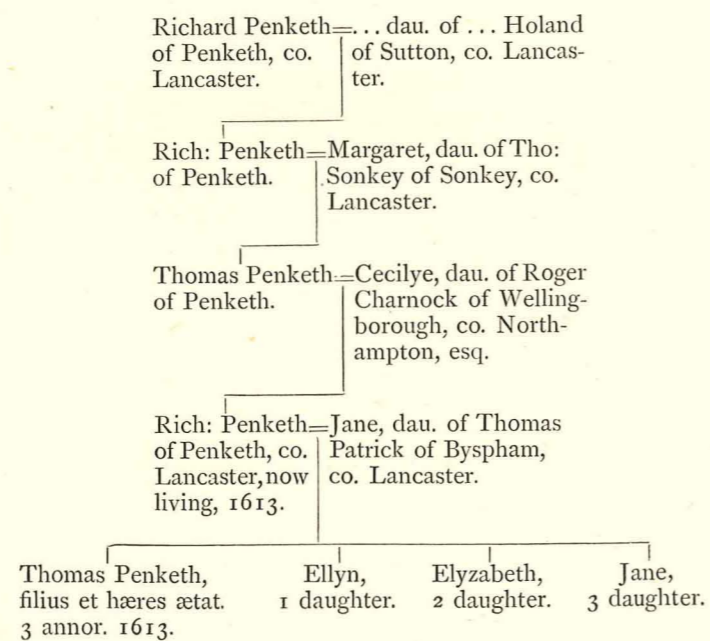 Richard Penketh=... dau. of ... Holand
of Penketh, co. of Sutton, co. Lancas-
Lancaster. ter.
Rich: Penketh=Margaret, dau. of Tho:
of Penketh. Sonkey of Sonkey, co.
Lancaster.
Thomas Penketh=Cecilye, dau. of Roger
of Penketh. Charnock of Welling-
borough, co. North-
ampton, esq.
Rich: Penketh=Jane, dau. of Thomas
of Penketh, co. Patrick of Byspham,
Lancaster, now co. Lancaster.
living, 1613.
Thomas Penketh, Ellyn, Elyzabeth, Jane,
filius et hæres ætat. 1 daughter. 2 daughter. 3 daughter.
3 annor. 1613.